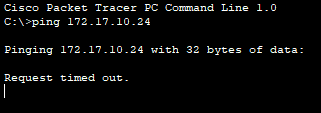 Cisco Packet Tracer PC Command Line 1.0
C:\>ping 172.17.10.24
Pinging 172.17.10.24 with 32 bytes of data:
Request timed out.